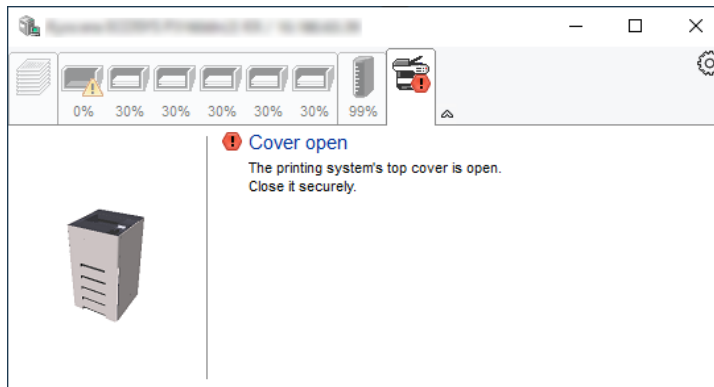 0% 30% 30% 30% 30% 30% 99%
Cover open
The printing system's top cover is open.
Close it securely.